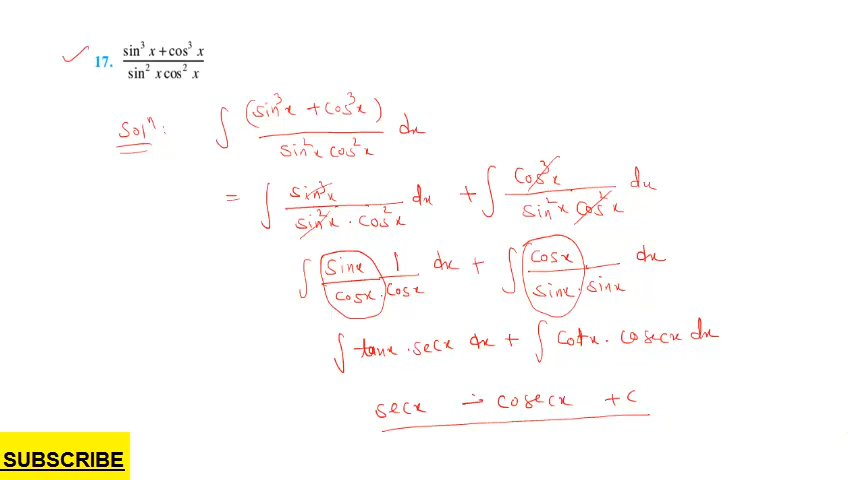 17. (sin³ x + cos³ x) / (sin² x cos² x)
Solⁿ: ∫ (sin³x + cos³x) / (sin²x cos²x) dx
= ∫ sin³x / (sin²x · cos²x) dx + ∫ cos³x / (sin²x cos²x) dx
∫ sinx / cosx · 1 / cosx dx + ∫ cosx / (sinx · sinx) dx
∫ tanx · secx dx + ∫ cotx · cosecx dx
secx - cosecx + c
SUBSCRIBE